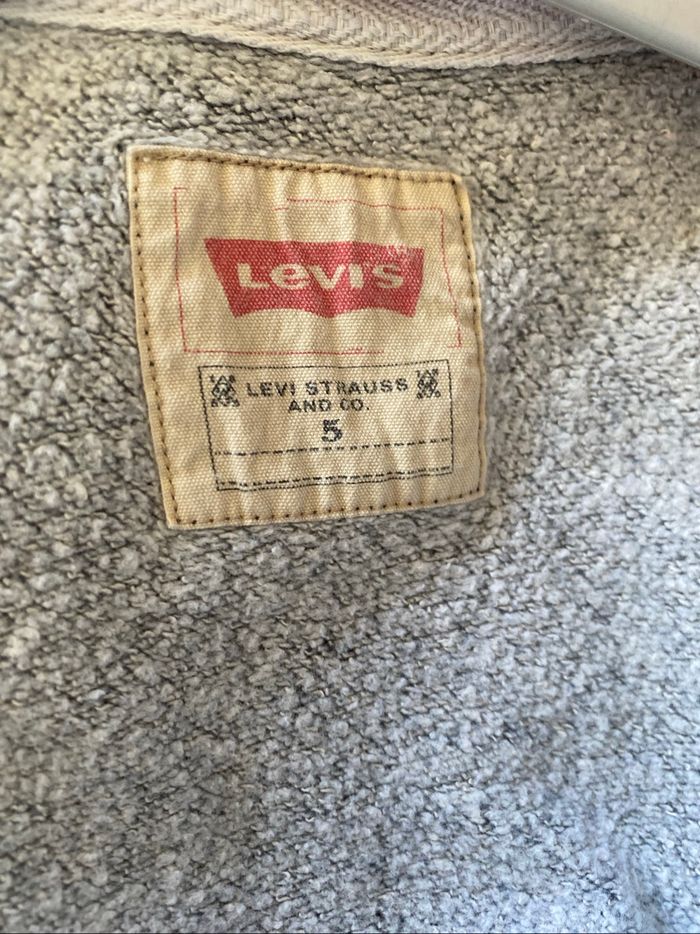 LEVI'S
LEVI STRAUSS
AND CO.
5